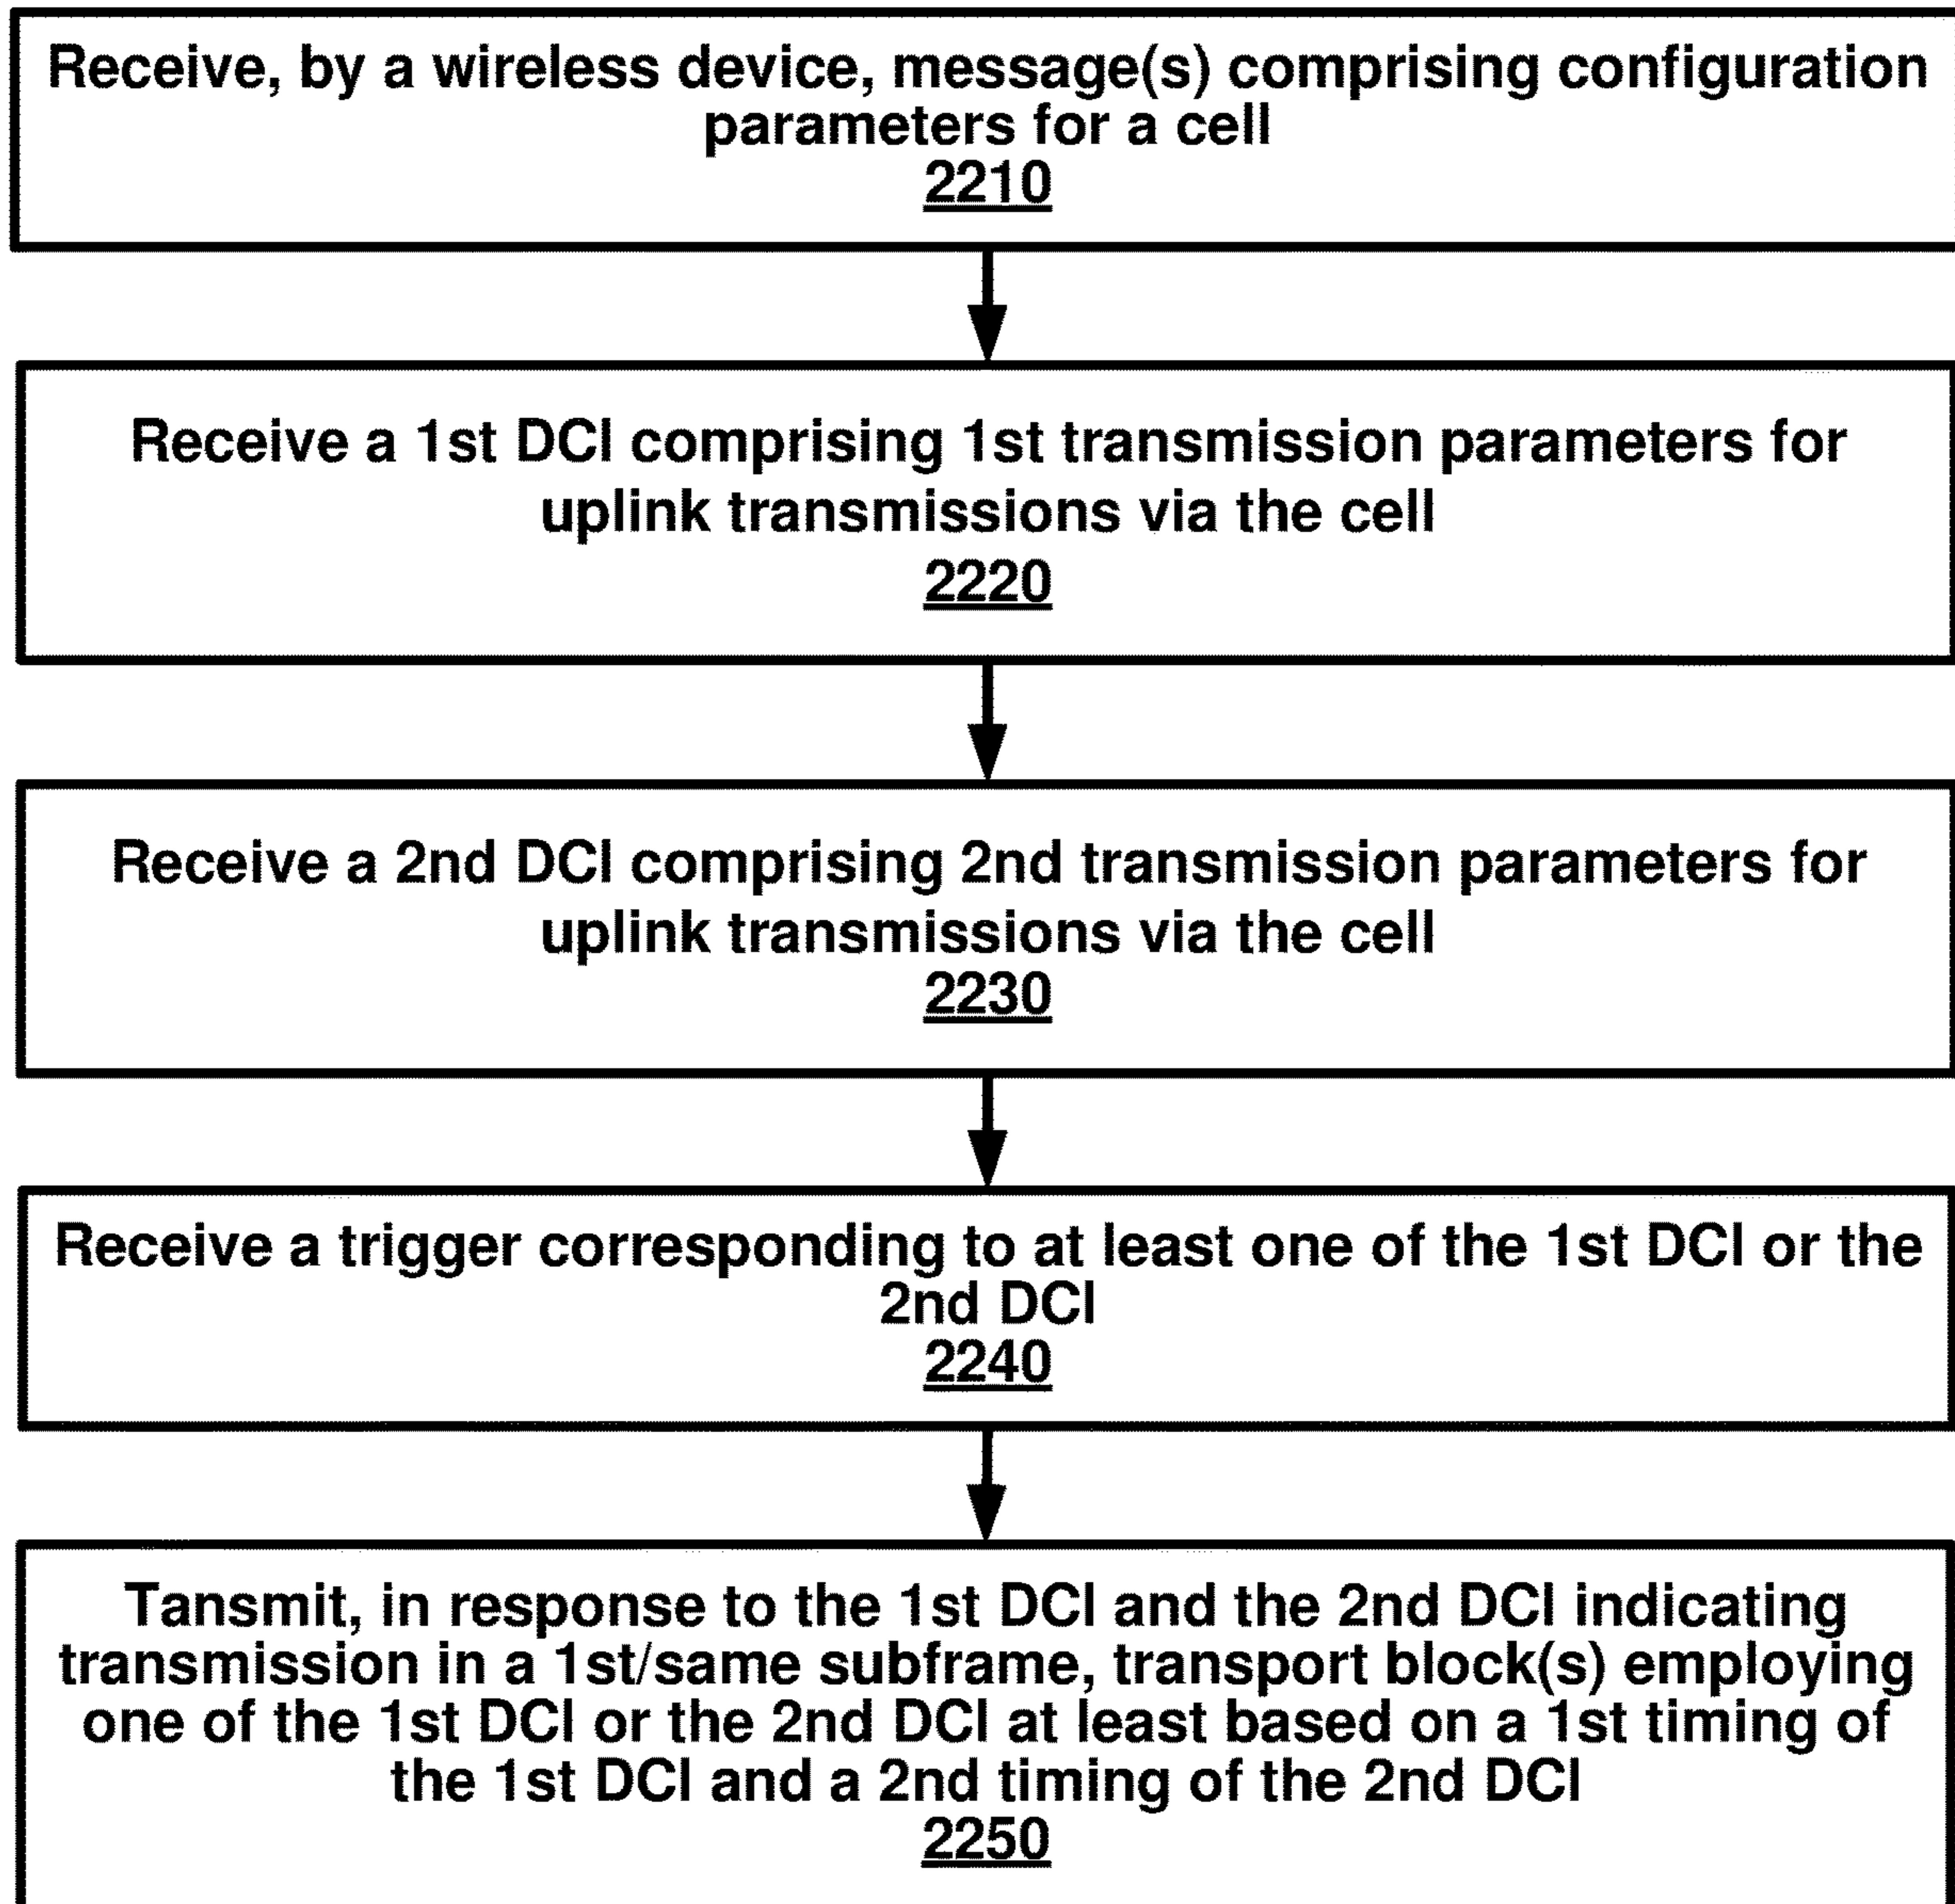 Receive, by a wireless device, message(s) comprising configuration
parameters for a cell
2210
Receive a 1st DCI comprising 1st transmission parameters for
uplink transmissions via the cell
2220
Receive a 2nd DCI comprising 2nd transmission parameters for
uplink transmissions via the cell
2230
Receive a trigger corresponding to at least one of the 1st DCI or the
2nd DCI
2240
Tansmit, in response to the 1st DCI and the 2nd DCI indicating
transmission in a 1st/same subframe, transport block(s) employing
one of the 1st DCI or the 2nd DCI at least based on a 1st timing of
the 1st DCI and a 2nd timing of the 2nd DCI
2250